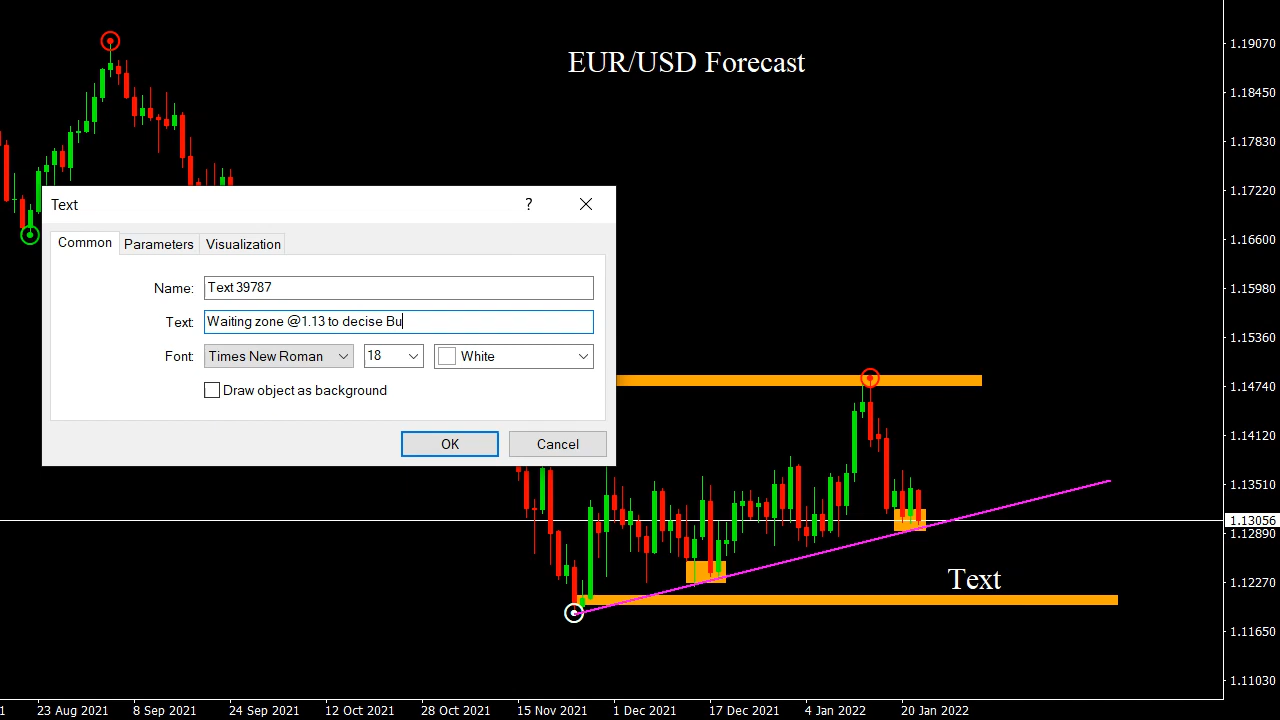 EUR/USD Forecast
1.19070
1.18450
1.17830
1.17220
1.16600
1.15980
1.15360
1.14740
1.14120
1.13510
1.13056
1.12890
1.12270
1.11650
1.11030
Text
?
Common Parameters Visualization
Name: Text 39787
Text: Waiting zone @1.13 to decise Bu
Font: Times New Roman 18 White
Draw object as background
OK Cancel
Text
1 23 Aug 2021 8 Sep 2021 24 Sep 2021 12 Oct 2021 28 Oct 2021 15 Nov 2021 1 Dec 2021 17 Dec 2021 4 Jan 2022 20 Jan 2022